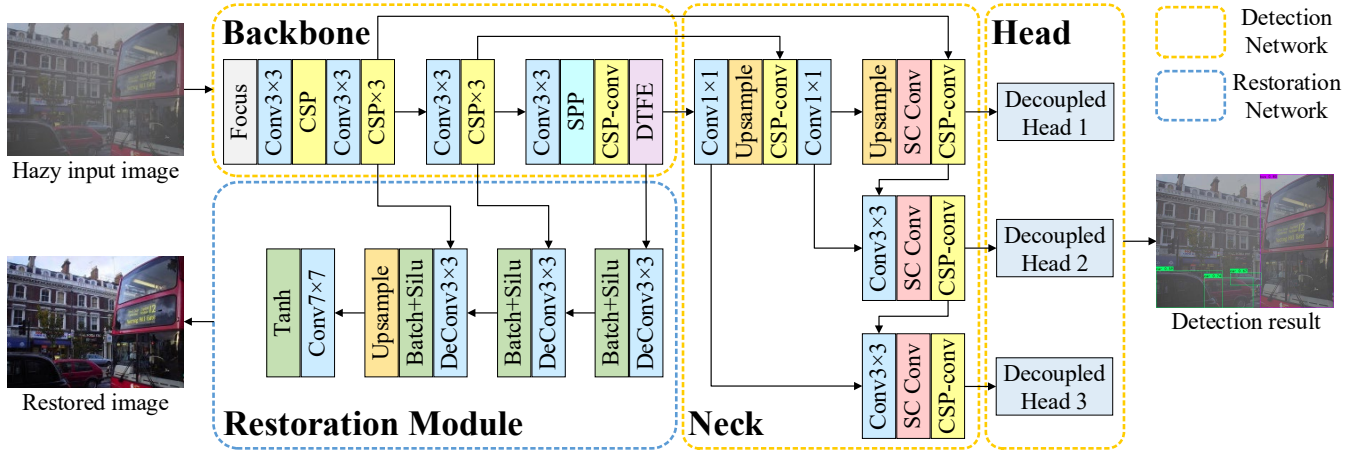 Backbone
Head
Detection
Network
Restoration
Network
Focus
Conv3×3
CSP
Conv3×3
CSP×3
Conv3×3
CSP×3
Conv3×3
SPP
CSP-conv
DTFE
Conv1×1
Upsample
CSP-conv
Conv1×1
Upsample
SC Conv
CSP-conv
Decoupled
Head 1
Hazy input image
Conv3×3
SC Conv
CSP-conv
Decoupled
Head 2
Tanh
Conv7×7
Upsample
Batch+Silu
DeConv3×3
Batch+Silu
DeConv3×3
Batch+Silu
DeConv3×3
Detection result
Conv3×3
SC Conv
CSP-conv
Decoupled
Head 3
Restored image
Restoration Module
Neck